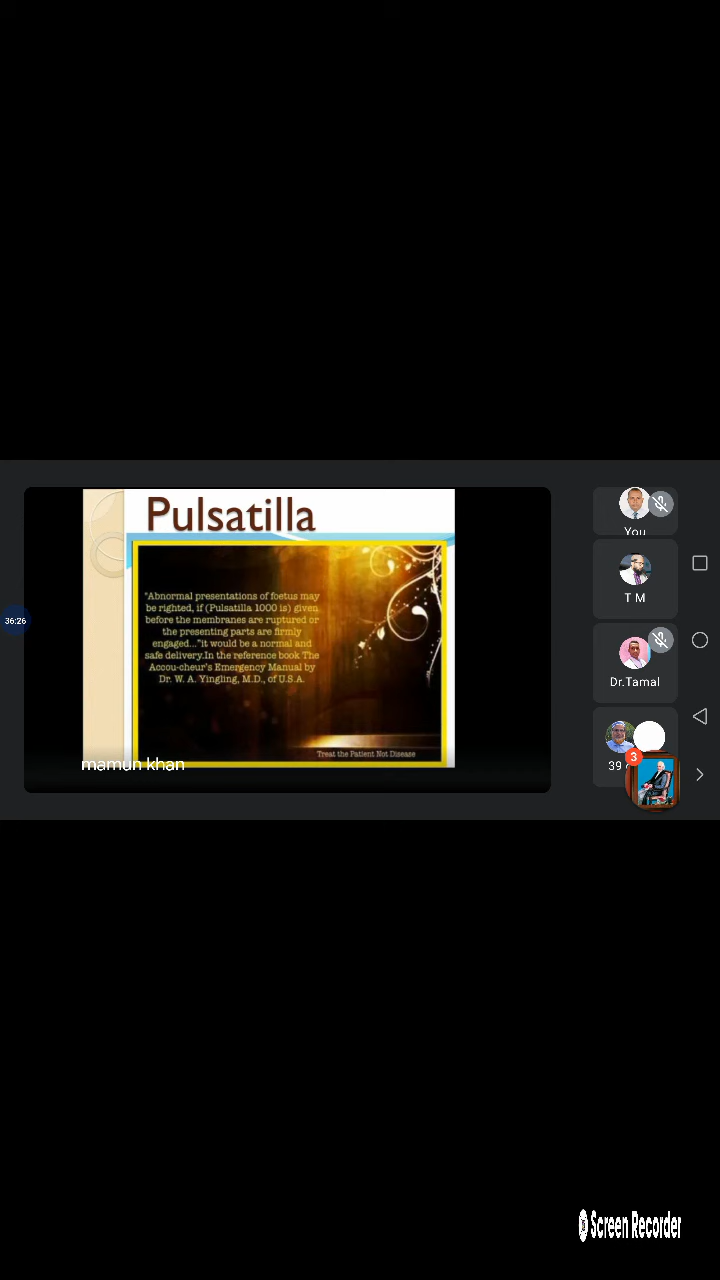 Pulsatilla
"Abnormal presentations of foetus may
be righted, if (Pulsatilla 1000 is) given
before the membranes are ruptured or
the presenting parts are firmly
engaged..."it would be a normal and
safe delivery.In the reference book The
Accou-cheur's Emergency Manual by
Dr. W. A. Yingling, M.D., of U.S.A.
Treat the Patient Not Disease
mamun khan
36:26
You
T M
Dr.Tamal
39
3
Screen Recorder